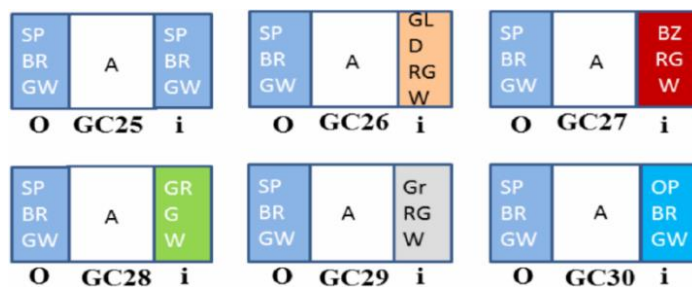 SP
BR
GW
A
SP
BR
GW
O GC25 i
SP
BR
GW
A
GL
D
RG
W
O GC26 i
SP
BR
GW
A
BZ
RG
W
O GC27 i
SP
BR
GW
A
GR
G
W
O GC28 i
SP
BR
GW
A
Gr
RG
W
O GC29 i
SP
BR
GW
A
OP
BR
GW
O GC30 i